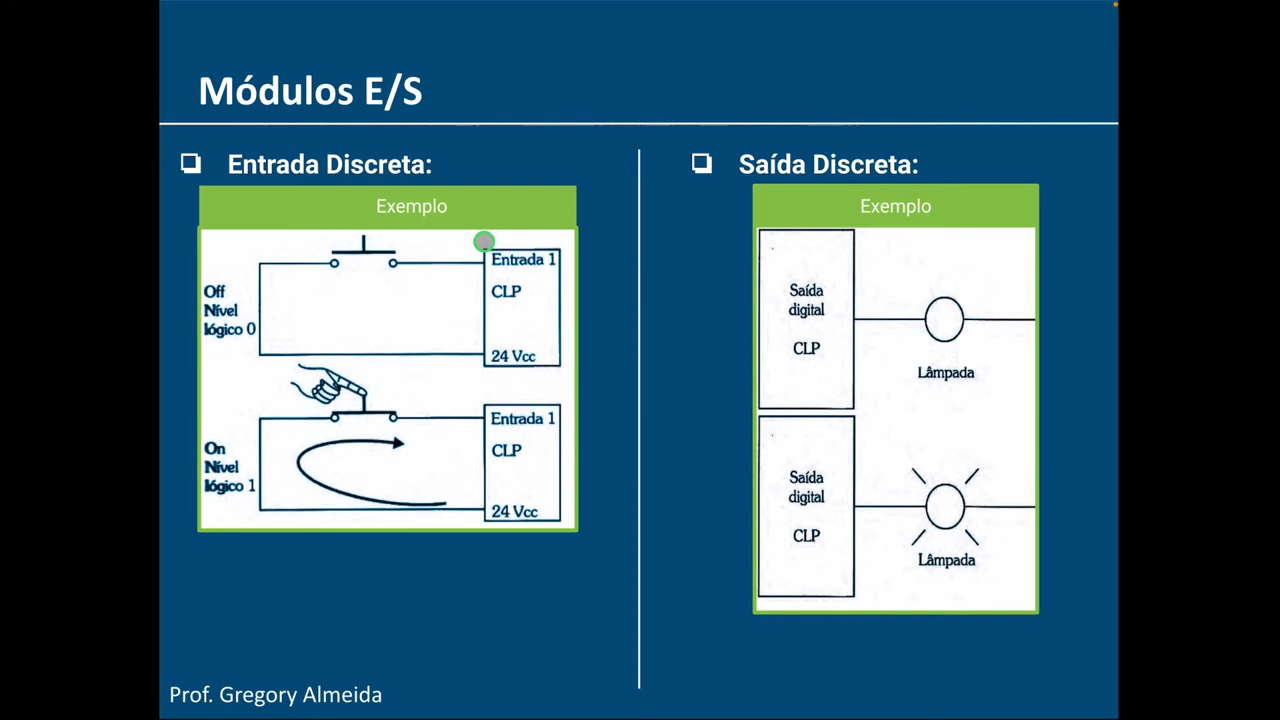 Módulos E/S
Entrada Discreta:
Exemplo
Entrada 1
Off
Nível
lógico 0
CLP
24 Vcc
Entrada 1
On
Nível
lógico 1
CLP
24 Vcc
Saída Discreta:
Exemplo
Saída
digital
CLP
Lâmpada
Saída
digital
CLP
Lâmpada
Prof. Gregory Almeida